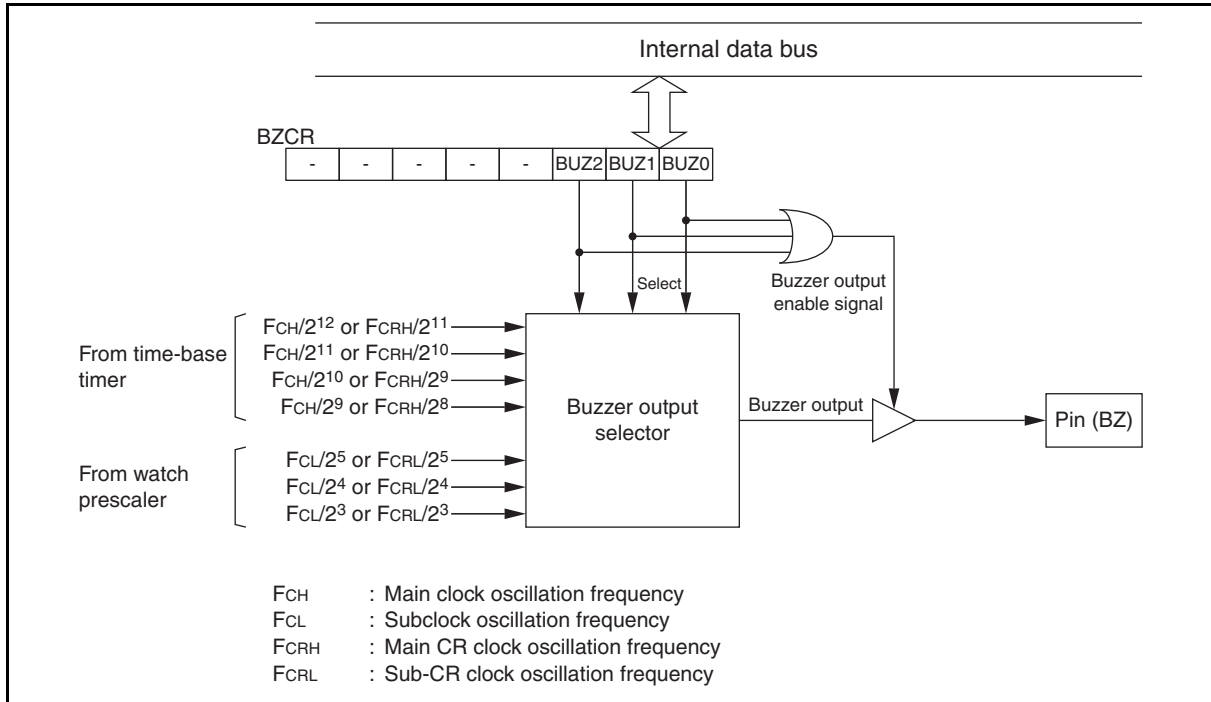 Internal data bus
BZCR
- - - - - BUZ2 BUZ1 BUZ0
Select
Buzzer output
enable signal
From time-base
timer
FCH/2¹² or FCRH/2¹¹
FCH/2¹¹ or FCRH/2¹⁰
FCH/2¹⁰ or FCRH/2⁹
FCH/2⁹ or FCRH/2⁸
From watch
prescaler
FCL/2⁵ or FCRL/2⁵
FCL/2⁴ or FCRL/2⁴
FCL/2³ or FCRL/2³
Buzzer output
selector
Buzzer output
Pin (BZ)
FCH : Main clock oscillation frequency
FCL : Subclock oscillation frequency
FCRH : Main CR clock oscillation frequency
FCRL : Sub-CR clock oscillation frequency